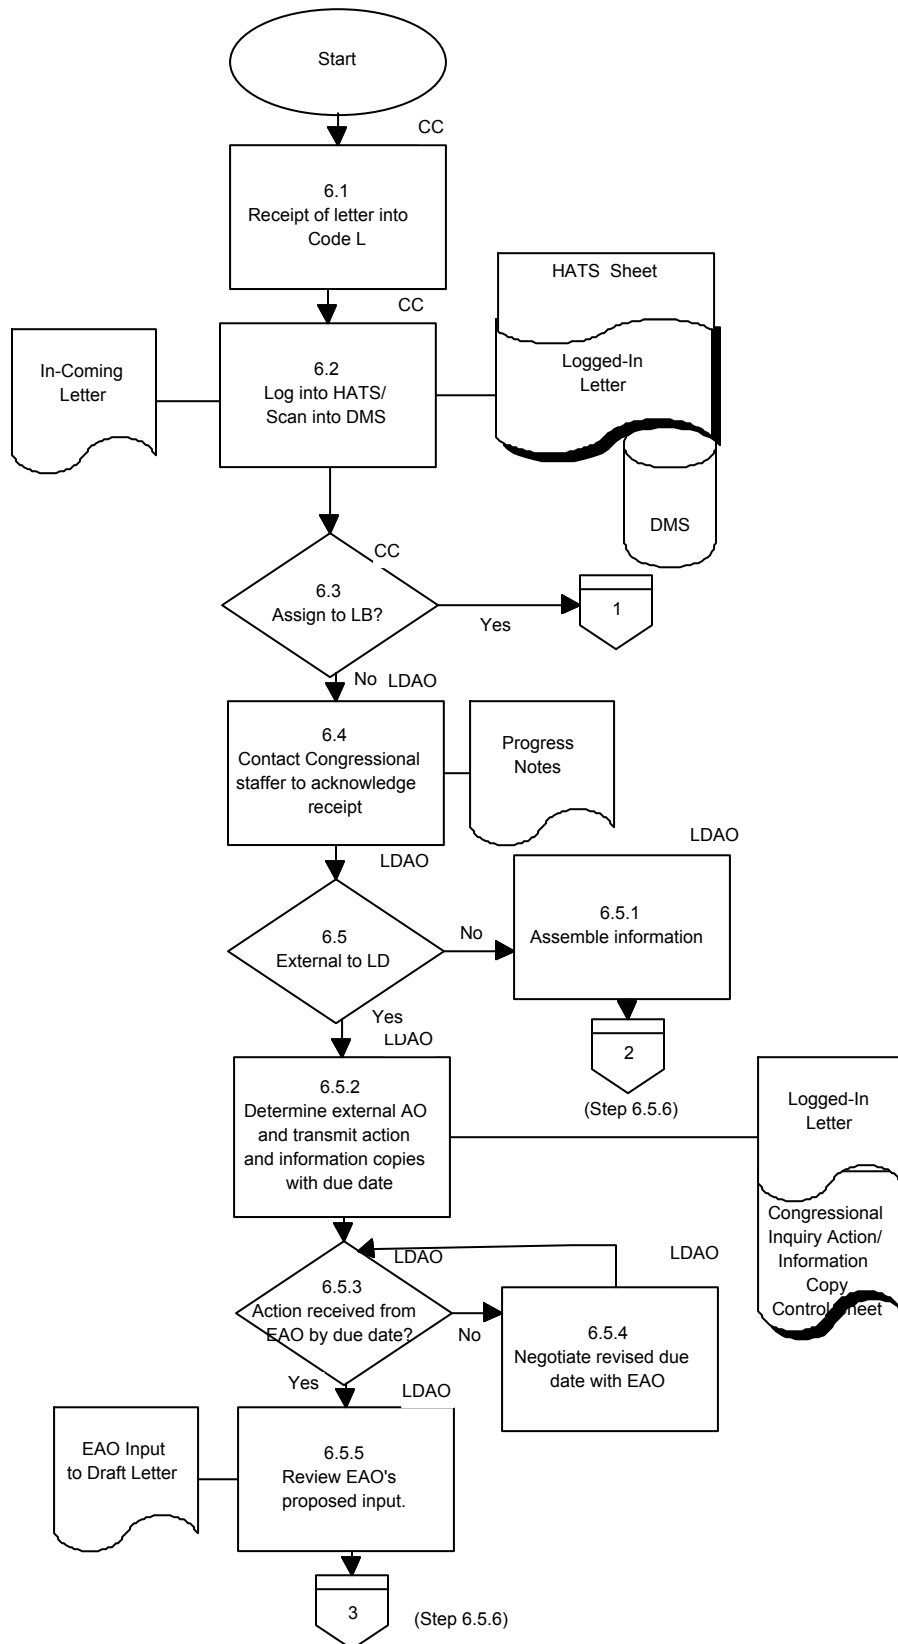 Start
CC
6.1
Receipt of letter into
Code L
CC
HATS Sheet
In-Coming
Letter
6.2
Log into HATS/
Scan into DMS
Logged-In
Letter
DMS
CC
6.3
Assign to LB?
Yes
1
No
LDAO
6.4
Contact Congressional
staffer to acknowledge
receipt
Progress
Notes
LDAO
LDAO
6.5
External to LD
No
6.5.1
Assemble information
Yes
2
(Step 6.5.6)
LDAO
6.5.2
Determine external AO
and transmit action
and information copies
with due date
Logged-In
Letter
Congressional
Inquiry Action/
Information
Copy
Control Sheet
LDAO
LDAO
6.5.3
Action received from
EAO by due date?
No
6.5.4
Negotiate revised due
date with EAO
Yes
LDAO
EAO Input
to Draft Letter
6.5.5
Review EAO's
proposed input.
3
(Step 6.5.6)